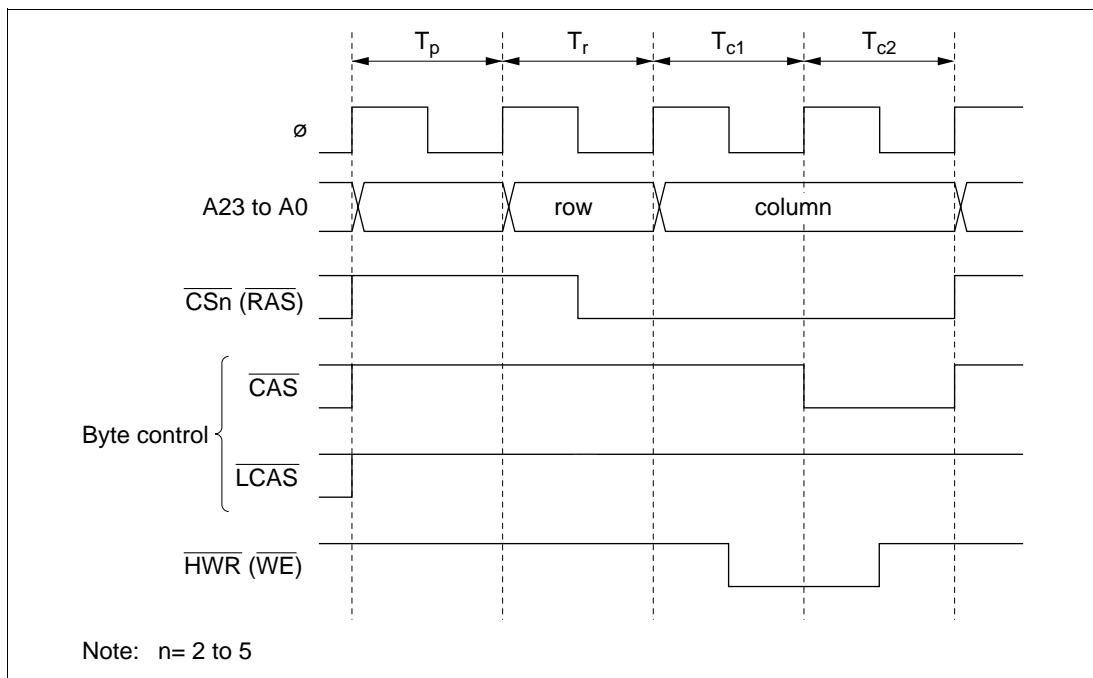 Tp Tr Tc1 Tc2
ø
A23 to A0 row column
CSn (RAS)
CAS
Byte control
LCAS
HWR (WE)
Note: n= 2 to 5